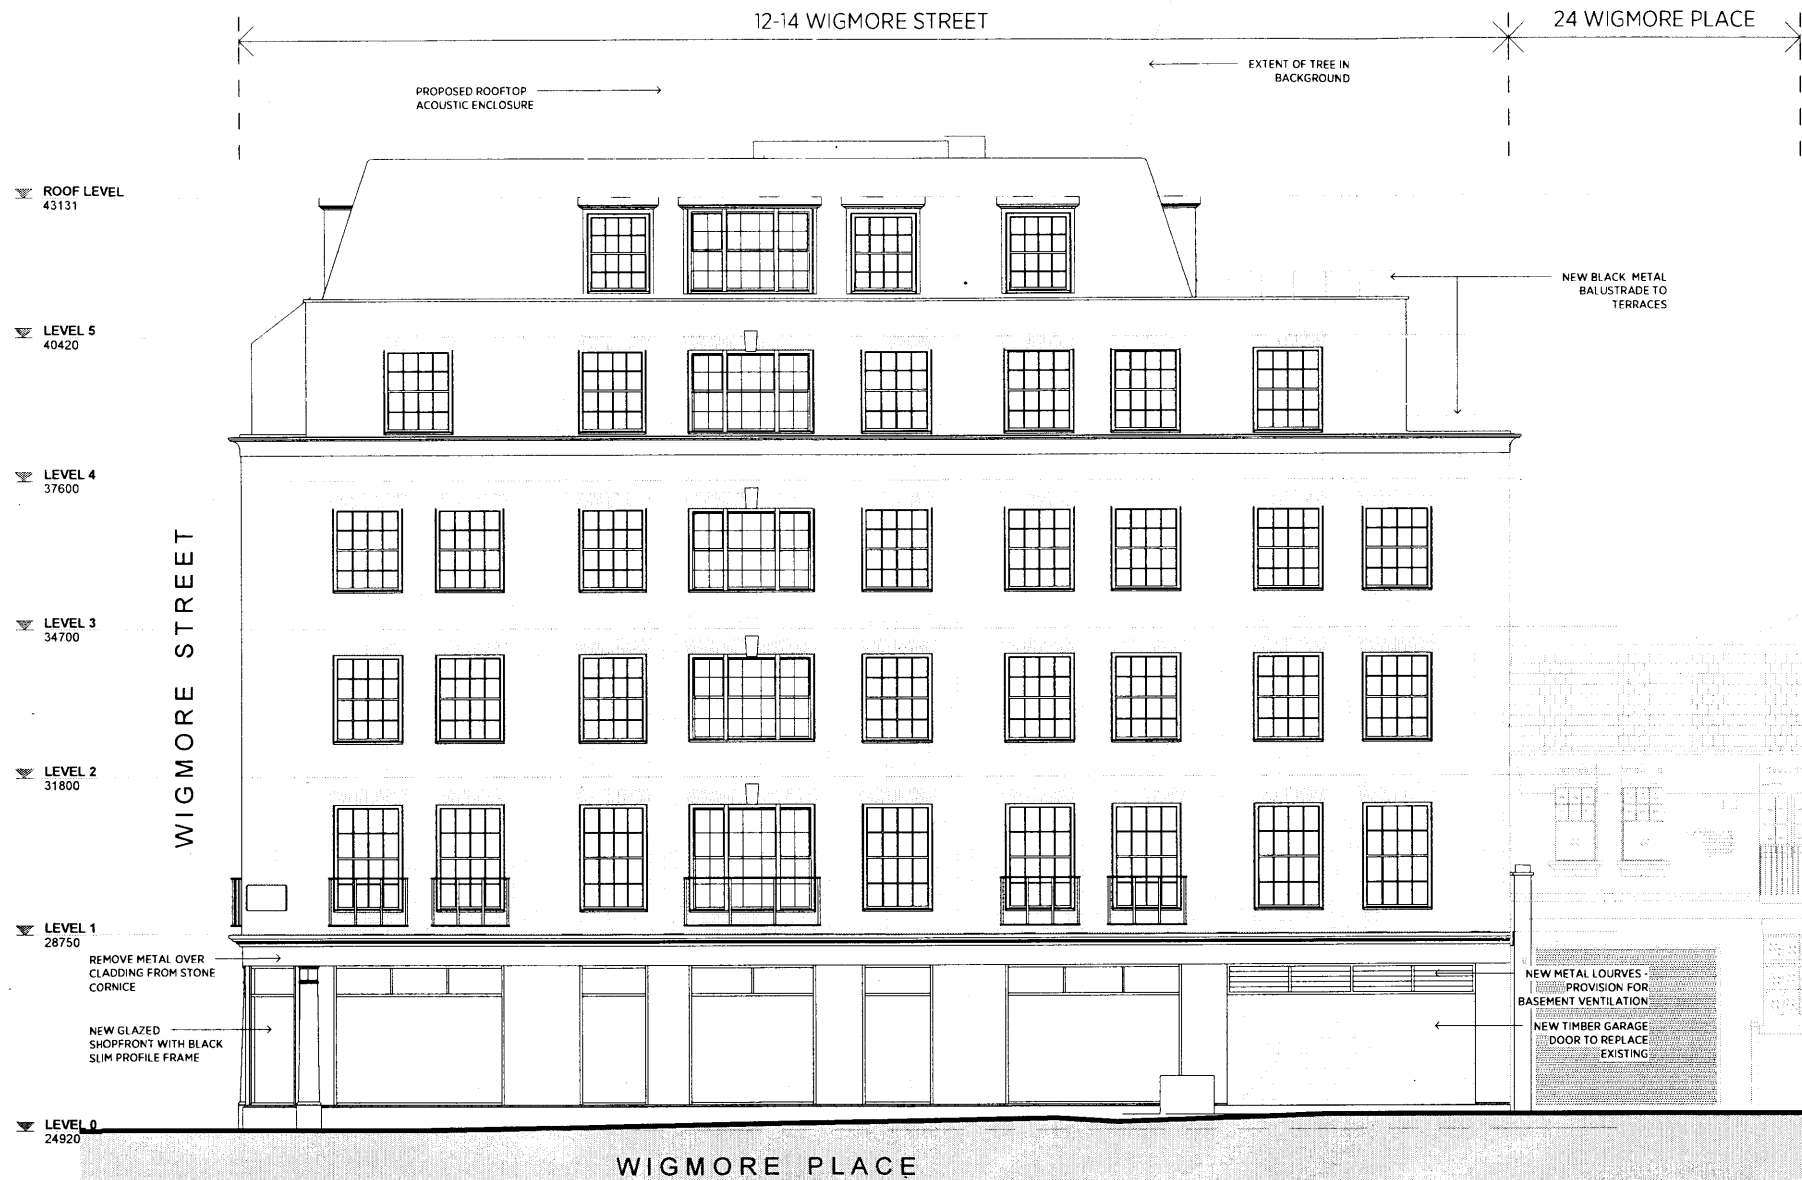 12-14 WIGMORE STREET
24 WIGMORE PLACE
EXTENT OF TREE IN
BACKGROUND
PROPOSED ROOFTOP
ACOUSTIC ENCLOSURE
ROOF LEVEL
43131
NEW BLACK METAL
BALUSTRADE TO
TERRACES
LEVEL 5
40420
LEVEL 4
37600
WIGMORE STREET
LEVEL 3
34700
LEVEL 2
31800
LEVEL 1
28750
REMOVE METAL OVER
CLADDING FROM STONE
CORNICE
NEW METAL LOURVES -
PROVISION FOR
BASEMENT VENTILATION
NEW GLAZED
SHOPFRONT WITH BLACK
SLIM PROFILE FRAME
NEW TIMBER GARAGE
DOOR TO REPLACE
EXISTING
LEVEL 0
24920
WIGMORE PLACE